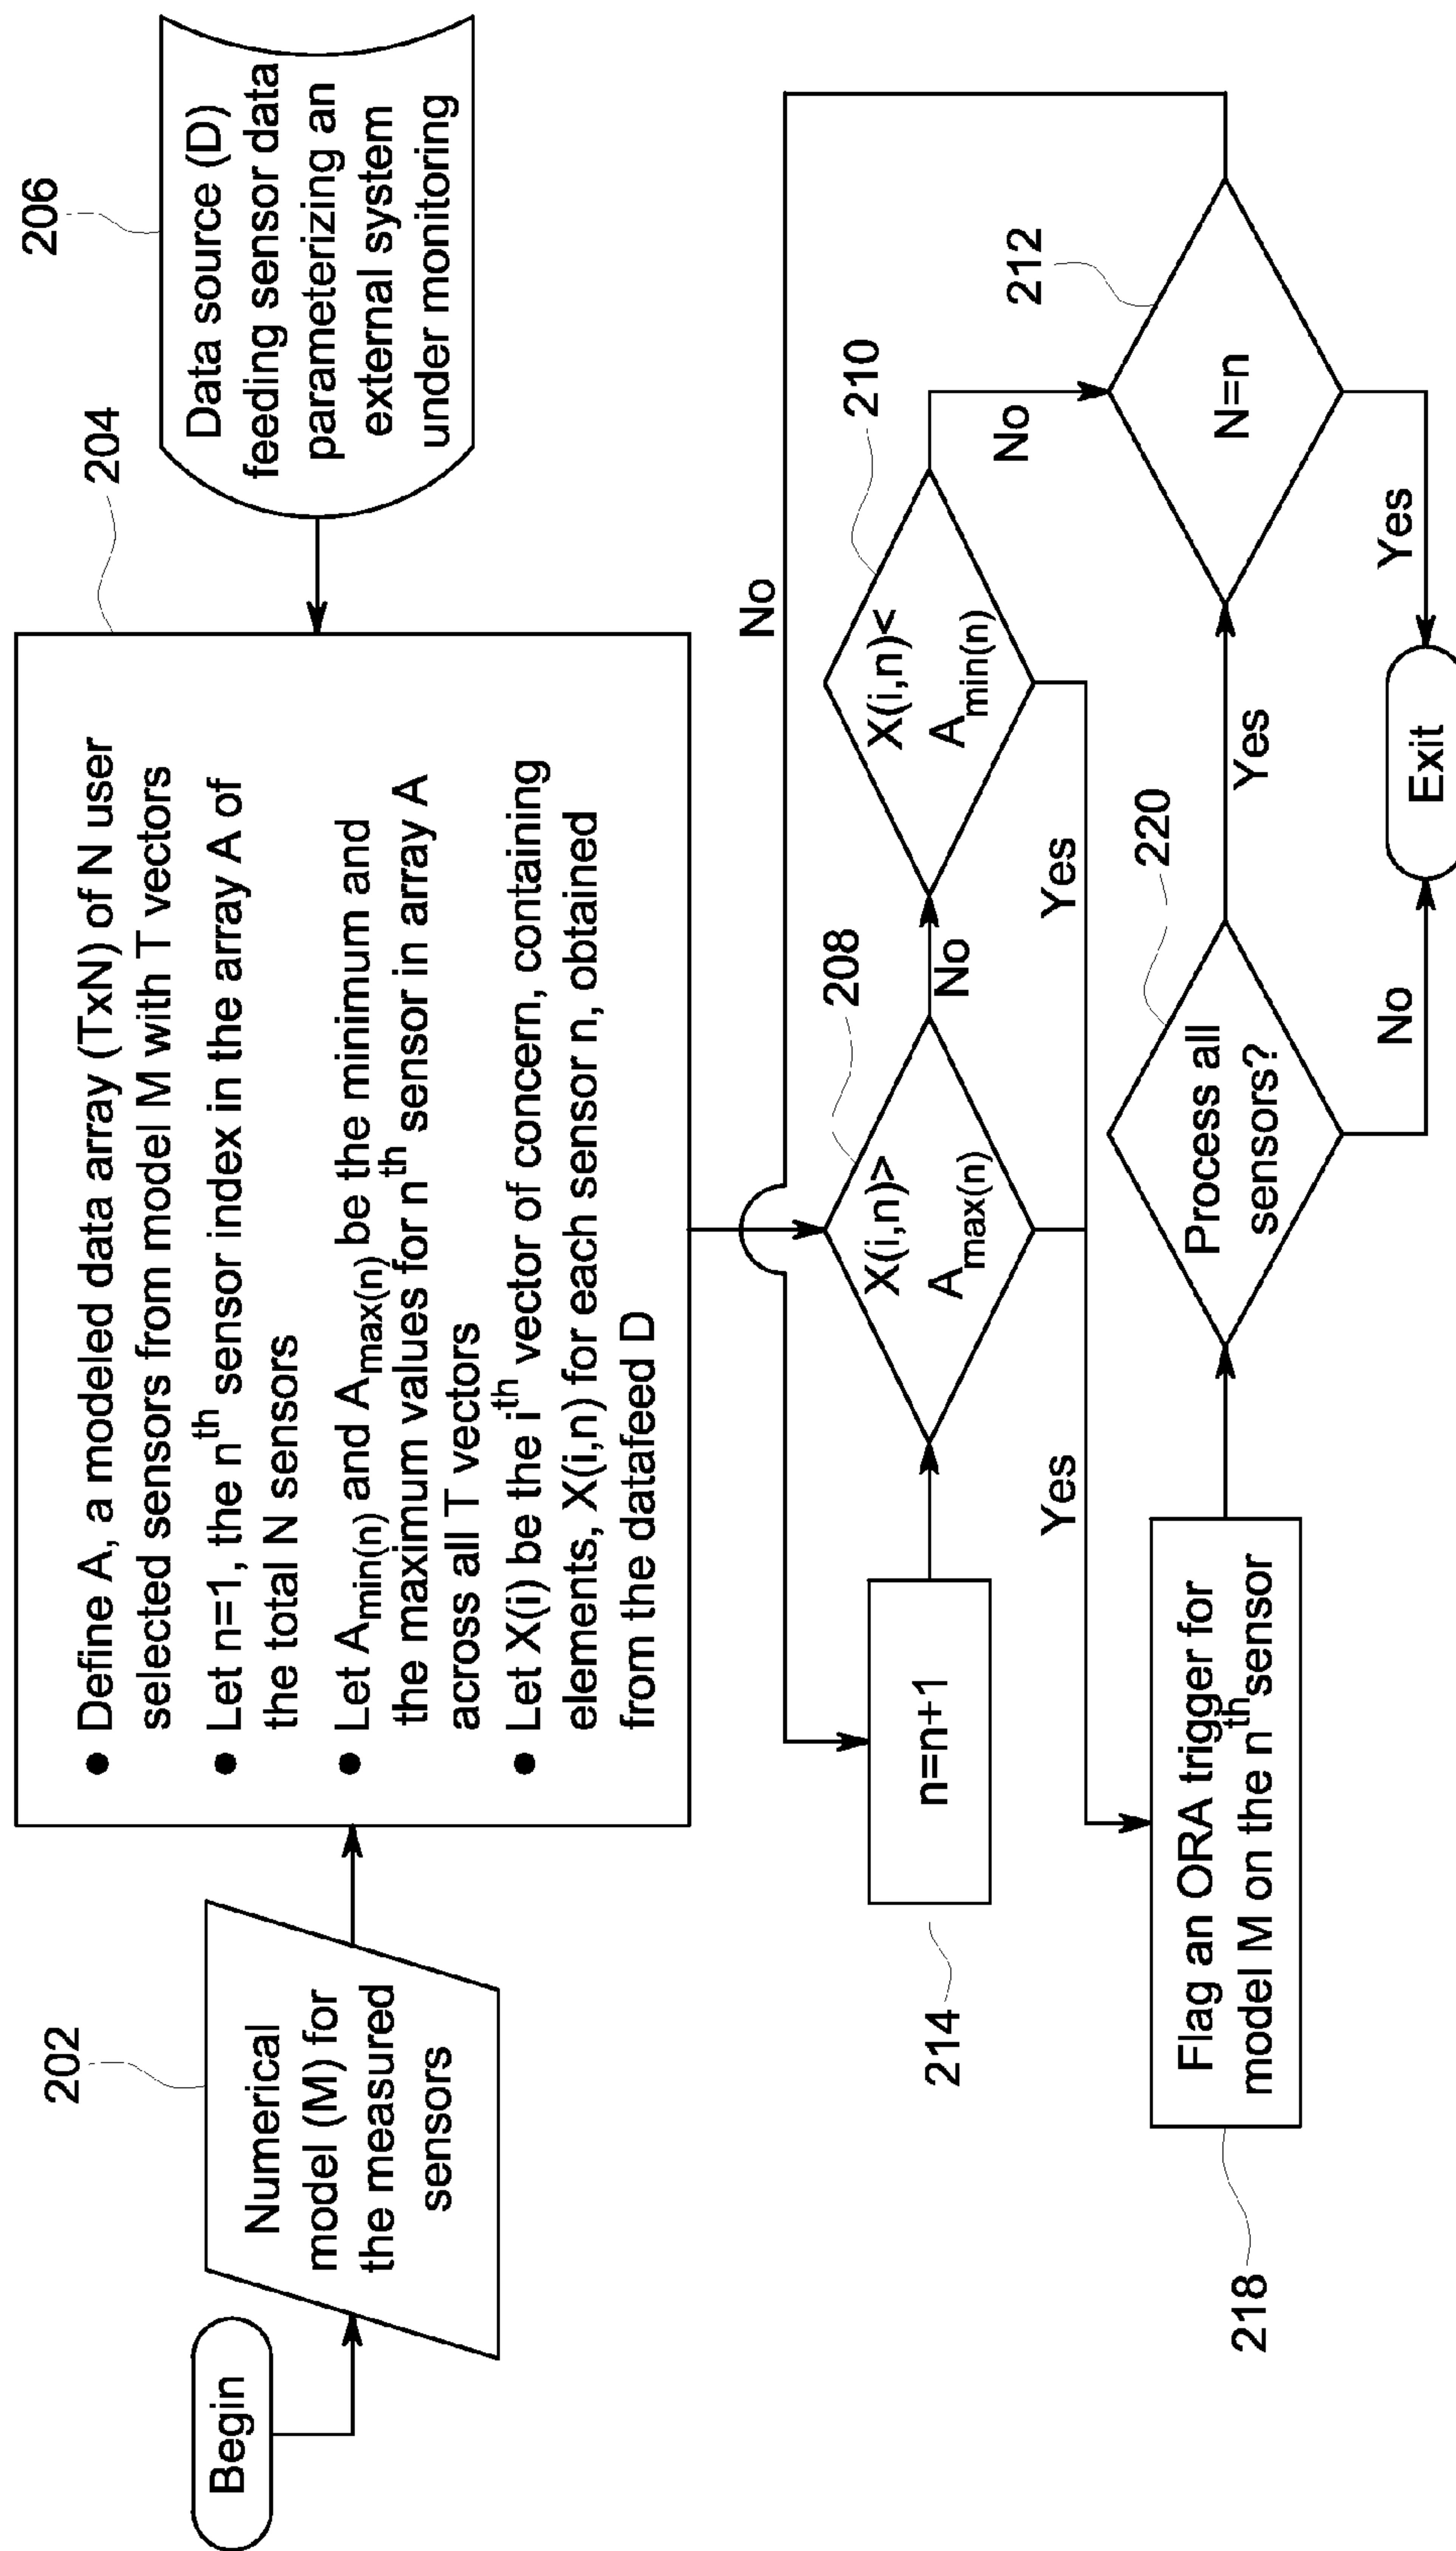 Begin
202
Numerical
model (M) for
the measured
sensors
204
● Define A, a modeled data array (TxN) of N user
selected sensors from model M with T vectors
● Let n=1, the nth sensor index in the array A of
the total N sensors
● Let Amin(n) and Amax(n) be the minimum and
the maximum values for nth sensor in array A
across all T vectors
● Let X(i) be the ith vector of concern, containing
elements, X(i,n) for each sensor n, obtained
from the datafeed D
206
Data source (D)
feeding sensor data
parameterizing an
external system
under monitoring
No
214
n=n+1
208
X(i,n)>
Amax(n)
No
210
X(i,n)<
Amin(n)
No
212
N=n
Yes
Yes
218
Flag an ORA trigger for
model M on the nth sensor
220
Process all
sensors?
Yes
No
Yes
Exit